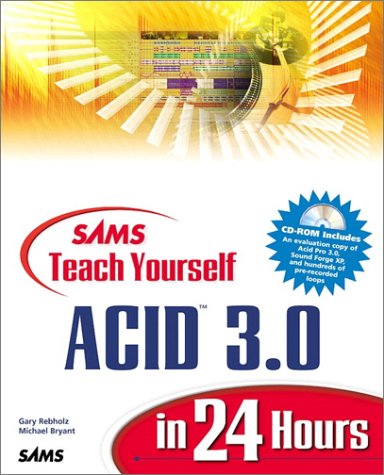 SAMS
Teach Yourself
ACID™ 3.0
in 24 Hours
CD-ROM Includes
An evaluation copy of
Acid Pro 3.0,
Sound Forge XP,
and hundreds of
pre-recorded
loops
Gary Rebholz
Michael Bryant
SAMS